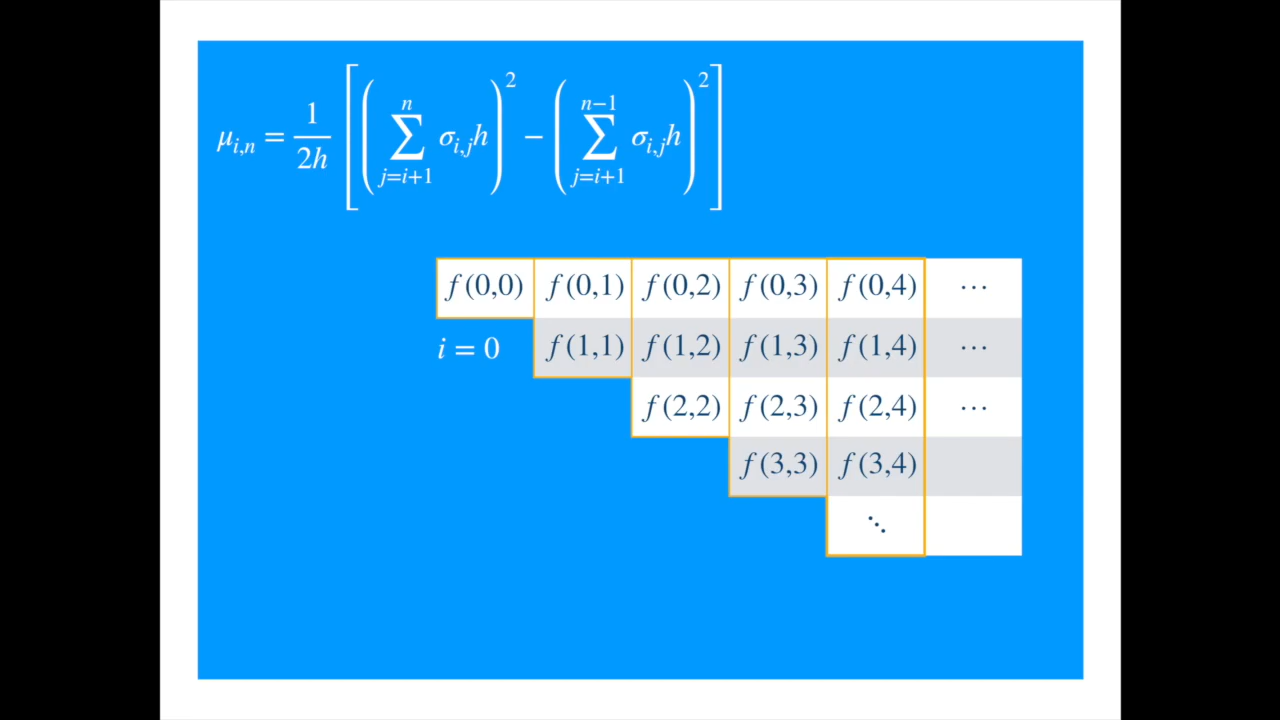 μ_{i,n} = \frac{1}{2h} \left[ \left( \sum_{j=i+1}^{n} σ_{i,j}h \right)^2 − \left( \sum_{j=i+1}^{n−1} σ_{i,j}h \right)^2 \right]
f(0,0) f(0,1) f(0,2) f(0,3) f(0,4) ⋯
i = 0 f(1,1) f(1,2) f(1,3) f(1,4) ⋯
f(2,2) f(2,3) f(2,4) ⋯
f(3,3) f(3,4)
⋱